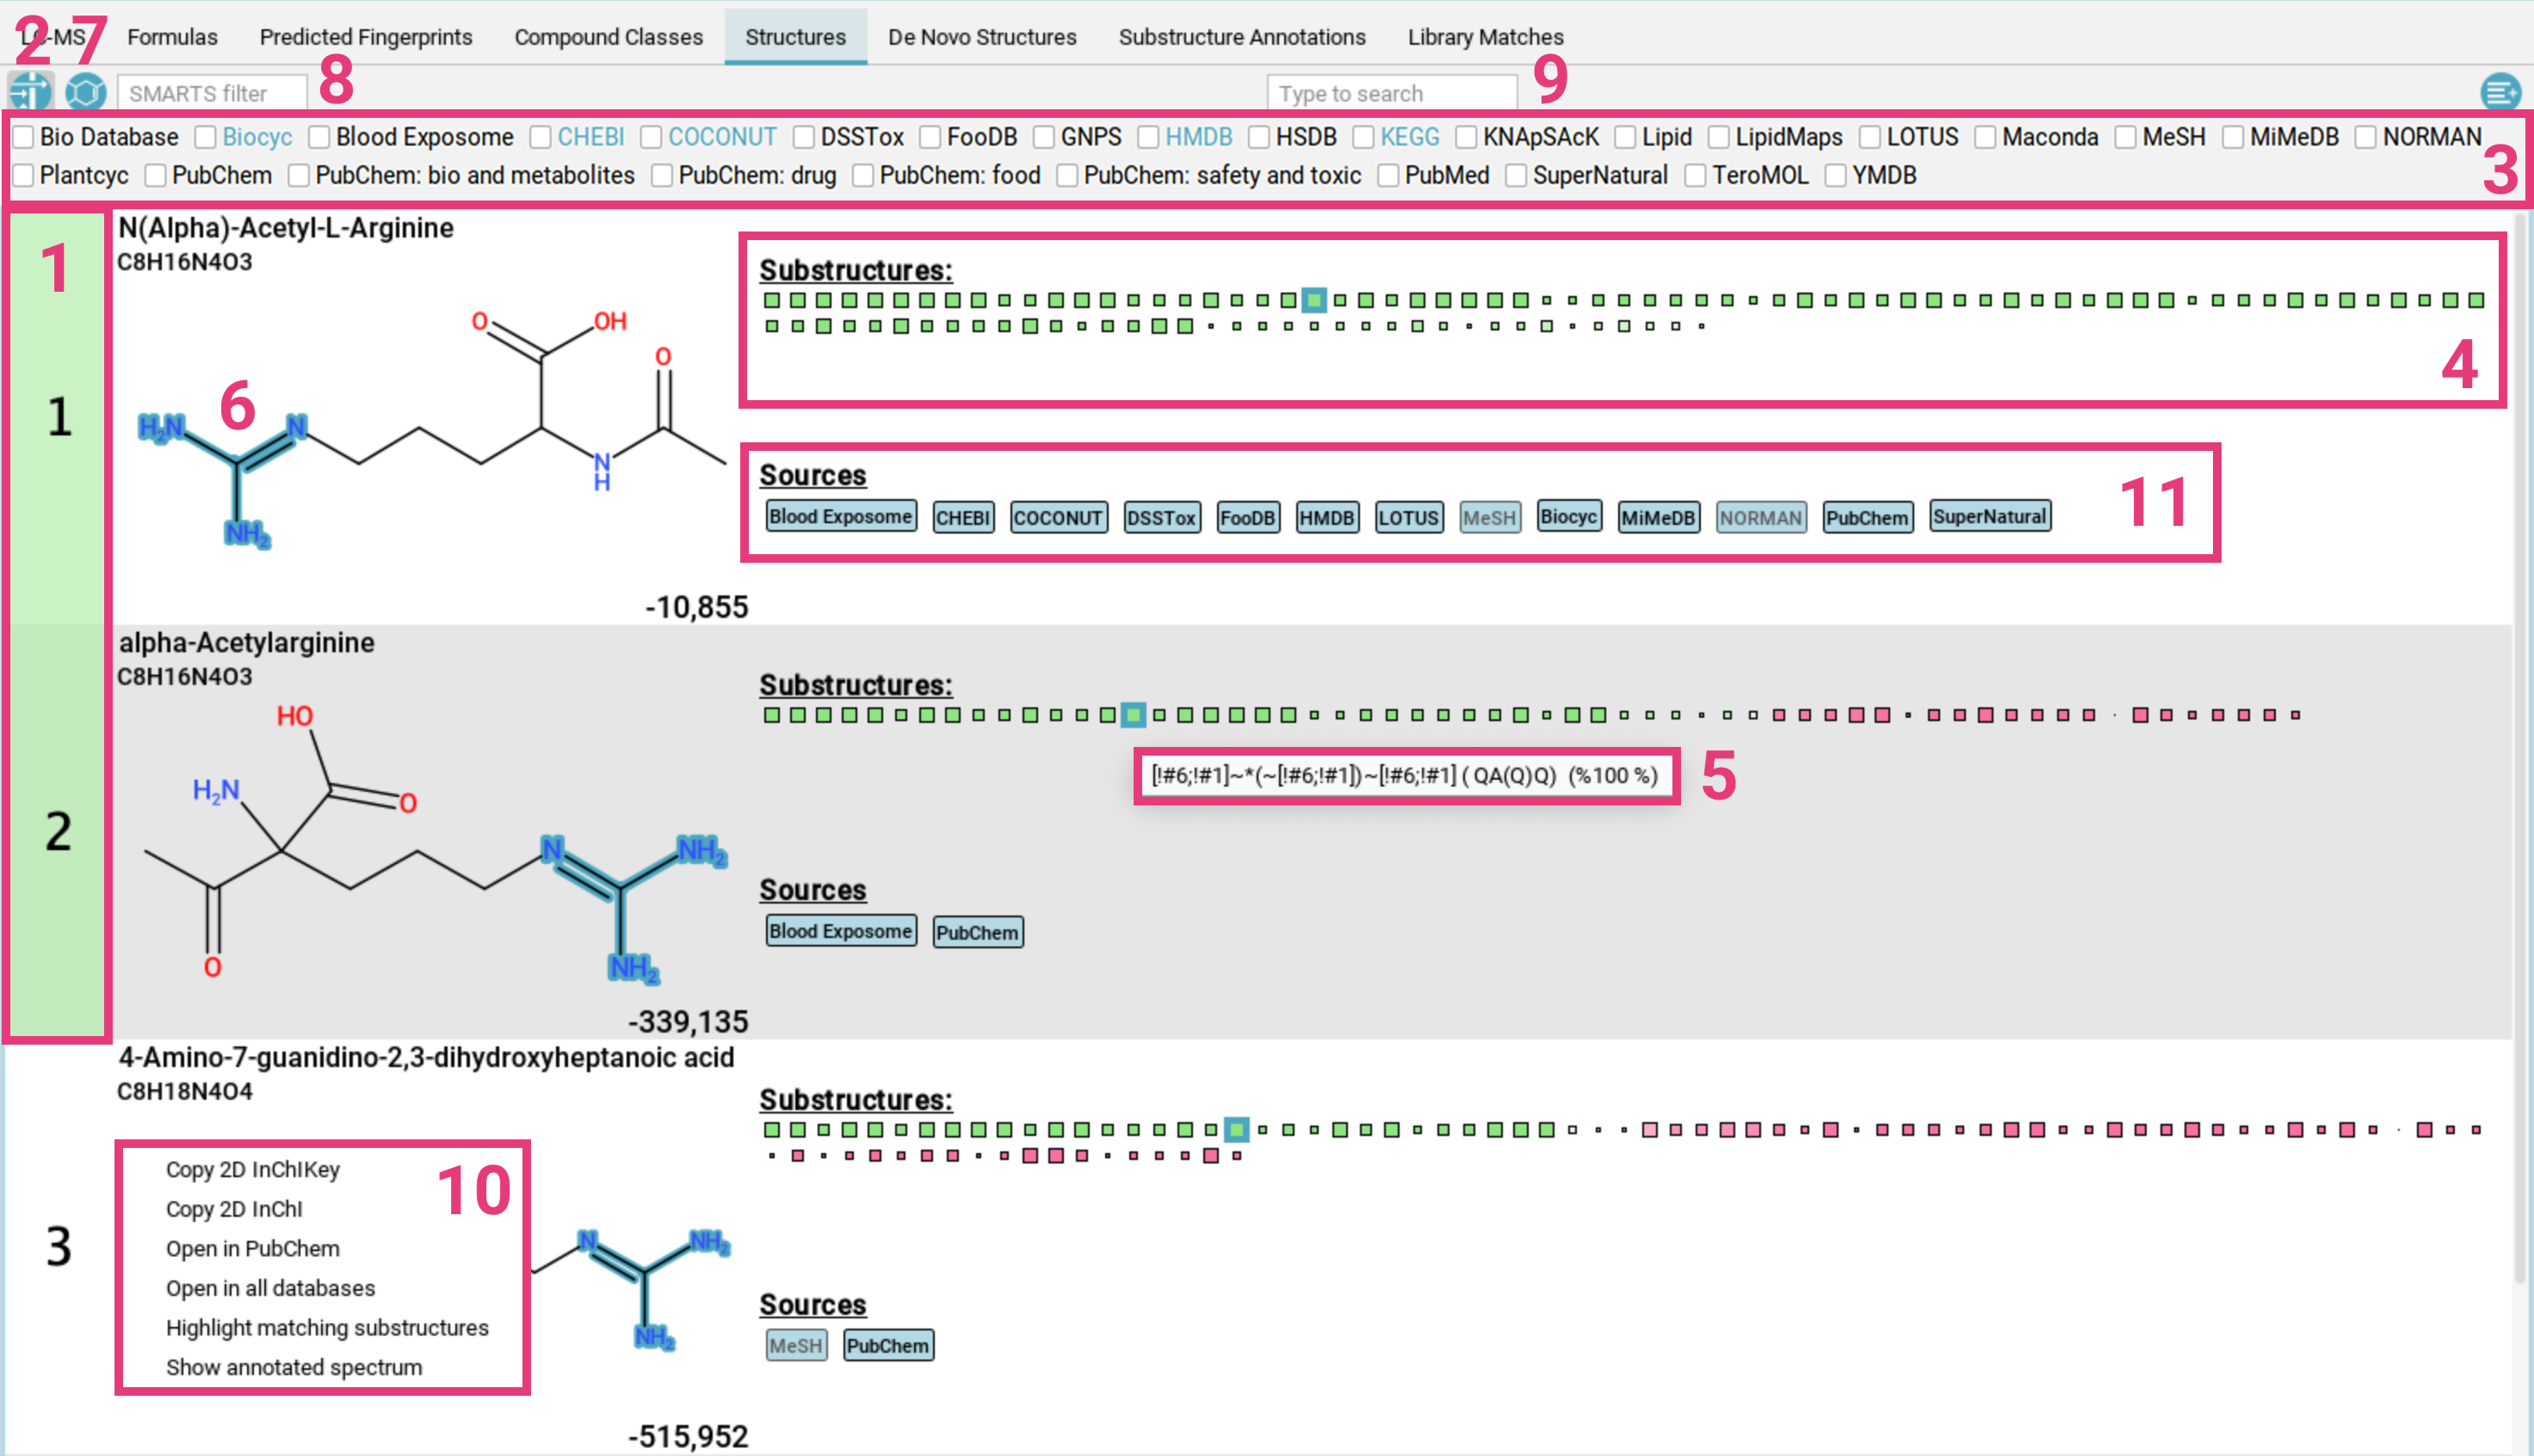 LC-MS Formulas Predicted Fingerprints Compound Classes Structures De Novo Structures Substructure Annotations Library Matches
2 7 8 9
SMARTS filter Type to search
Bio Database Biocyc Blood Exposome CHEBI COCONUT DSSTox FooDB GNPS HMDB HSDB KEGG KNApSAcK Lipid LipidMaps LOTUS Maconda MeSH MiMeDB NORMAN
Plantcyc PubChem PubChem: bio and metabolites PubChem: drug PubChem: food PubChem: safety and toxic PubMed SuperNatural TeroMOL YMDB
3
1
N(Alpha)-Acetyl-L-Arginine
C8H16N4O3
1
O OH
O
6
H2N N
N
H
NH2
Substructures:
4
Sources
Blood Exposome CHEBI COCONUT DSSTox FooDB HMDB LOTUS MeSH Biocyc MiMeDB NORMAN PubChem SuperNatural
11
-10,855
alpha-Acetylarginine
C8H16N4O3
2
HO
H2N O
N NH2
O NH2
Substructures:
[!#6;!#1]~*(~[!#6;!#1])~[!#6;!#1] ( QA(Q)Q) (%100 %)
5
Sources
Blood Exposome PubChem
-339,135
4-Amino-7-guanidino-2,3-dihydroxyheptanoic acid
C8H18N4O4
3
Copy 2D InChIKey
Copy 2D InChI
Open in PubChem
Open in all databases
Highlight matching substructures
Show annotated spectrum
10
N NH2
NH2
Substructures:
Sources
MeSH PubChem
-515,952